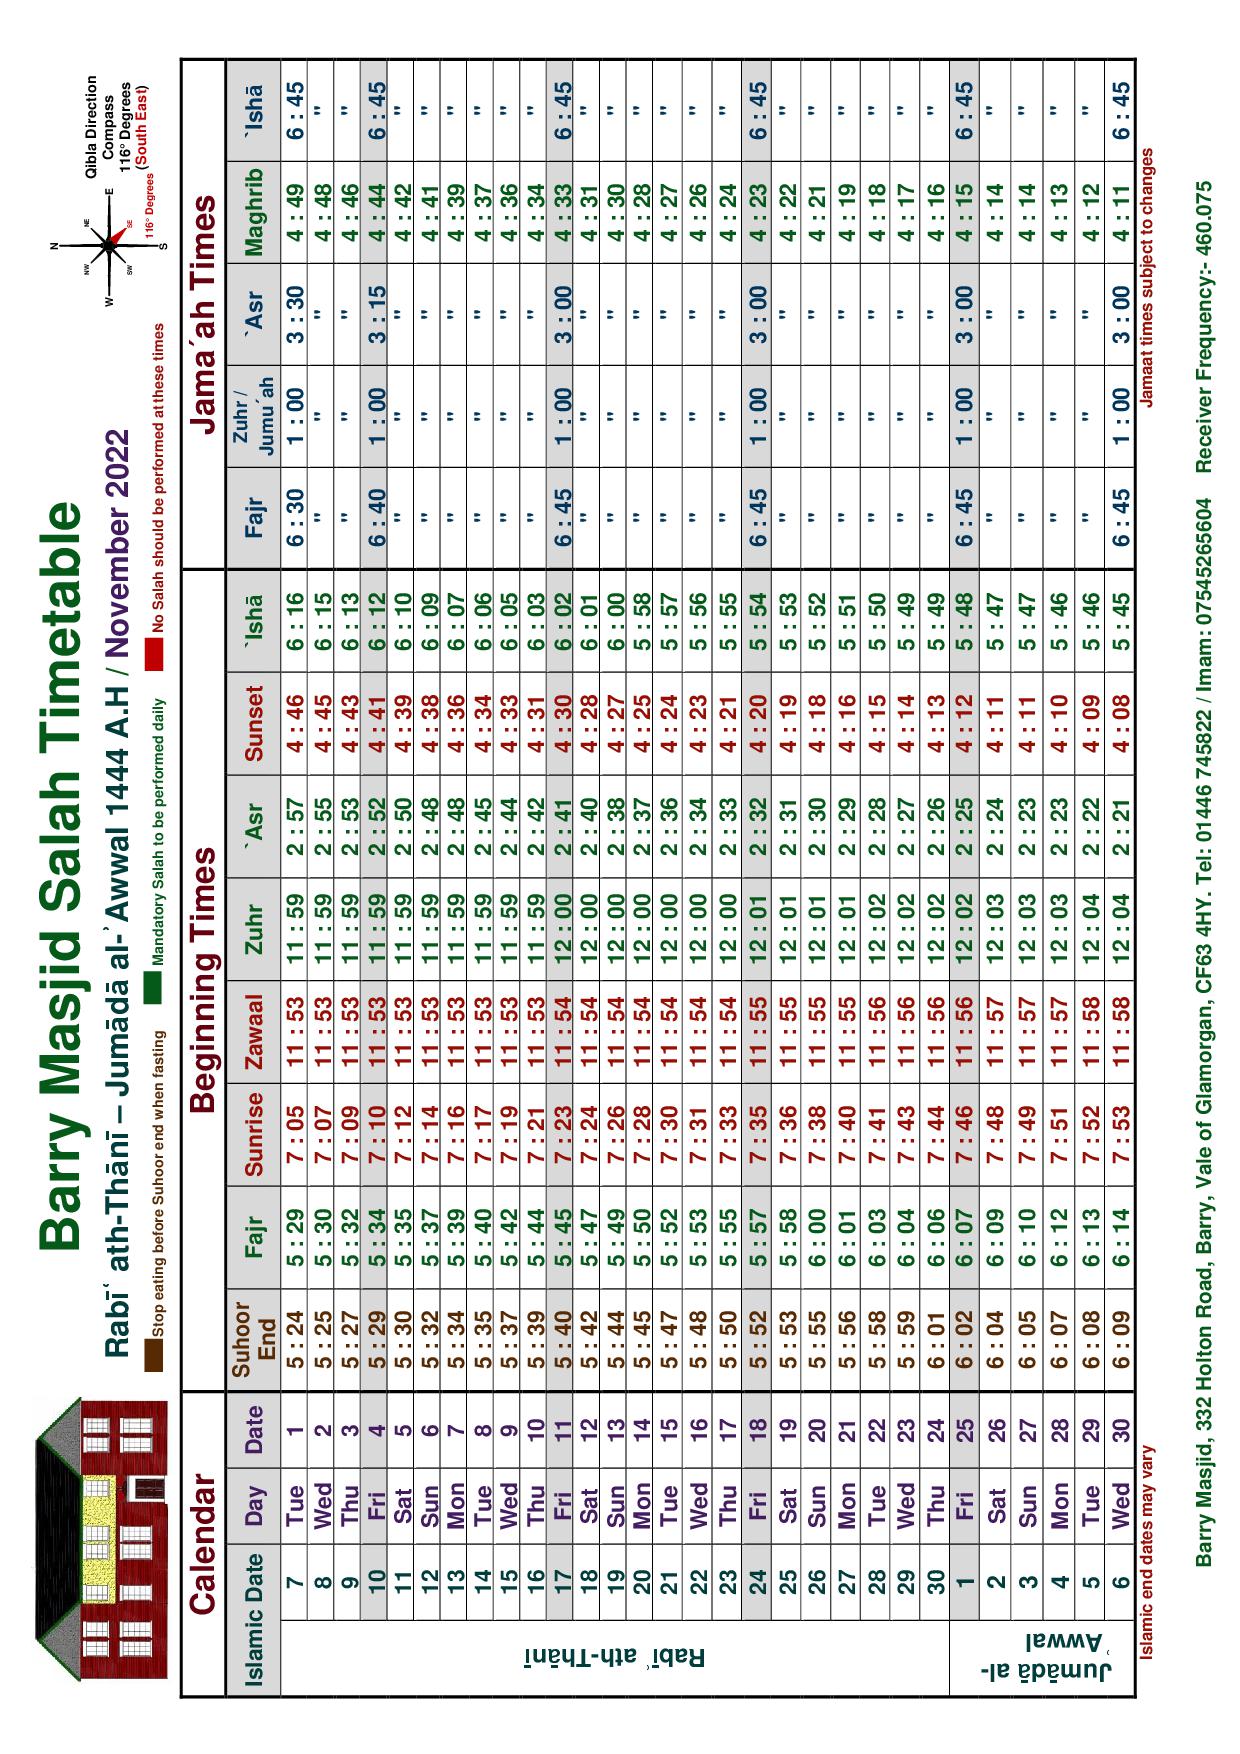 Barry Masjid Salah Timetable
Rabīʿ ath-Thānī – Jumādā al-ʾAwwal 1444 A.H / November 2022
Stop eating before Suhoor end when fasting Mandatory Salah to be performed daily No Salah should be performed at these times
N
NW NE
W E
SW SE
S
116° Degrees
Qibla Direction
Compass
116° Degrees
(South East)
Calendar Beginning Times Jama´ah Times
Islamic Date Day Date Suhoor End Fajr Sunrise Zawaal Zuhr `Asr Sunset `Ishā Fajr Zuhr / Jumu´ah `Asr Maghrib `Ishā
Rabīʿ ath-Thānī
7 Tue 1 5 : 24 5 : 29 7 : 05 11 : 53 11 : 59 2 : 57 4 : 46 6 : 16 6 : 30 1 : 00 3 : 30 4 : 49 6 : 45
8 Wed 2 5 : 25 5 : 30 7 : 07 11 : 53 11 : 59 2 : 55 4 : 45 6 : 15 " " " 4 : 48 "
9 Thu 3 5 : 27 5 : 32 7 : 09 11 : 53 11 : 59 2 : 53 4 : 43 6 : 13 " " " 4 : 46 "
10 Fri 4 5 : 29 5 : 34 7 : 10 11 : 53 11 : 59 2 : 52 4 : 41 6 : 12 6 : 40 1 : 00 3 : 15 4 : 44 6 : 45
11 Sat 5 5 : 30 5 : 35 7 : 12 11 : 53 11 : 59 2 : 50 4 : 39 6 : 10 " " " 4 : 42 "
12 Sun 6 5 : 32 5 : 37 7 : 14 11 : 53 11 : 59 2 : 48 4 : 38 6 : 09 " " " 4 : 41 "
13 Mon 7 5 : 34 5 : 39 7 : 16 11 : 53 11 : 59 2 : 48 4 : 36 6 : 07 " " " 4 : 39 "
14 Tue 8 5 : 35 5 : 40 7 : 17 11 : 53 11 : 59 2 : 45 4 : 34 6 : 06 " " " 4 : 37 "
15 Wed 9 5 : 37 5 : 42 7 : 19 11 : 53 11 : 59 2 : 44 4 : 33 6 : 05 " " " 4 : 36 "
16 Thu 10 5 : 39 5 : 44 7 : 21 11 : 53 11 : 59 2 : 42 4 : 31 6 : 03 " " " 4 : 34 "
17 Fri 11 5 : 40 5 : 45 7 : 23 11 : 54 12 : 00 2 : 41 4 : 30 6 : 02 6 : 45 1 : 00 3 : 00 4 : 33 6 : 45
18 Sat 12 5 : 42 5 : 47 7 : 24 11 : 54 12 : 00 2 : 40 4 : 28 6 : 01 " " " 4 : 31 "
19 Sun 13 5 : 44 5 : 49 7 : 26 11 : 54 12 : 00 2 : 38 4 : 27 6 : 00 " " " 4 : 30 "
20 Mon 14 5 : 45 5 : 50 7 : 28 11 : 54 12 : 00 2 : 37 4 : 25 5 : 58 " " " 4 : 28 "
21 Tue 15 5 : 47 5 : 52 7 : 30 11 : 54 12 : 00 2 : 36 4 : 24 5 : 57 " " " 4 : 27 "
22 Wed 16 5 : 48 5 : 53 7 : 31 11 : 54 12 : 00 2 : 34 4 : 23 5 : 56 " " " 4 : 26 "
23 Thu 17 5 : 50 5 : 55 7 : 33 11 : 54 12 : 00 2 : 33 4 : 21 5 : 55 " " " 4 : 24 "
24 Fri 18 5 : 52 5 : 57 7 : 35 11 : 55 12 : 01 2 : 32 4 : 20 5 : 54 6 : 45 1 : 00 3 : 00 4 : 23 6 : 45
25 Sat 19 5 : 53 5 : 58 7 : 36 11 : 55 12 : 01 2 : 31 4 : 19 5 : 53 " " " 4 : 22 "
26 Sun 20 5 : 55 6 : 00 7 : 38 11 : 55 12 : 01 2 : 30 4 : 18 5 : 52 " " " 4 : 21 "
27 Mon 21 5 : 56 6 : 01 7 : 40 11 : 55 12 : 01 2 : 29 4 : 16 5 : 51 " " " 4 : 19 "
28 Tue 22 5 : 58 6 : 03 7 : 41 11 : 56 12 : 02 2 : 28 4 : 15 5 : 50 " " " 4 : 18 "
29 Wed 23 5 : 59 6 : 04 7 : 43 11 : 56 12 : 02 2 : 27 4 : 14 5 : 49 " " " 4 : 17 "
30 Thu 24 6 : 01 6 : 06 7 : 44 11 : 56 12 : 02 2 : 26 4 : 13 5 : 49 " " " 4 : 16 "
Jumādā al-
ʾAwwal
1 Fri 25 6 : 02 6 : 07 7 : 46 11 : 56 12 : 02 2 : 25 4 : 12 5 : 48 6 : 45 1 : 00 3 : 00 4 : 15 6 : 45
2 Sat 26 6 : 04 6 : 09 7 : 48 11 : 57 12 : 03 2 : 24 4 : 11 5 : 47 " " " 4 : 14 "
3 Sun 27 6 : 05 6 : 10 7 : 49 11 : 57 12 : 03 2 : 23 4 : 11 5 : 47 " " " 4 : 14 "
4 Mon 28 6 : 07 6 : 12 7 : 51 11 : 57 12 : 03 2 : 23 4 : 10 5 : 46 " " " 4 : 13 "
5 Tue 29 6 : 08 6 : 13 7 : 52 11 : 58 12 : 04 2 : 22 4 : 09 5 : 46 " " " 4 : 12 "
6 Wed 30 6 : 09 6 : 14 7 : 53 11 : 58 12 : 04 2 : 21 4 : 08 5 : 45 6 : 45 1 : 00 3 : 00 4 : 11 6 : 45
Islamic end dates may vary Jamaat times subject to changes
Barry Masjid, 332 Holton Road, Barry, Vale of Glamorgan, CF63 4HY. Tel: 01446 745822 / Imam: 07545265604 Receiver Frequency:- 460.075